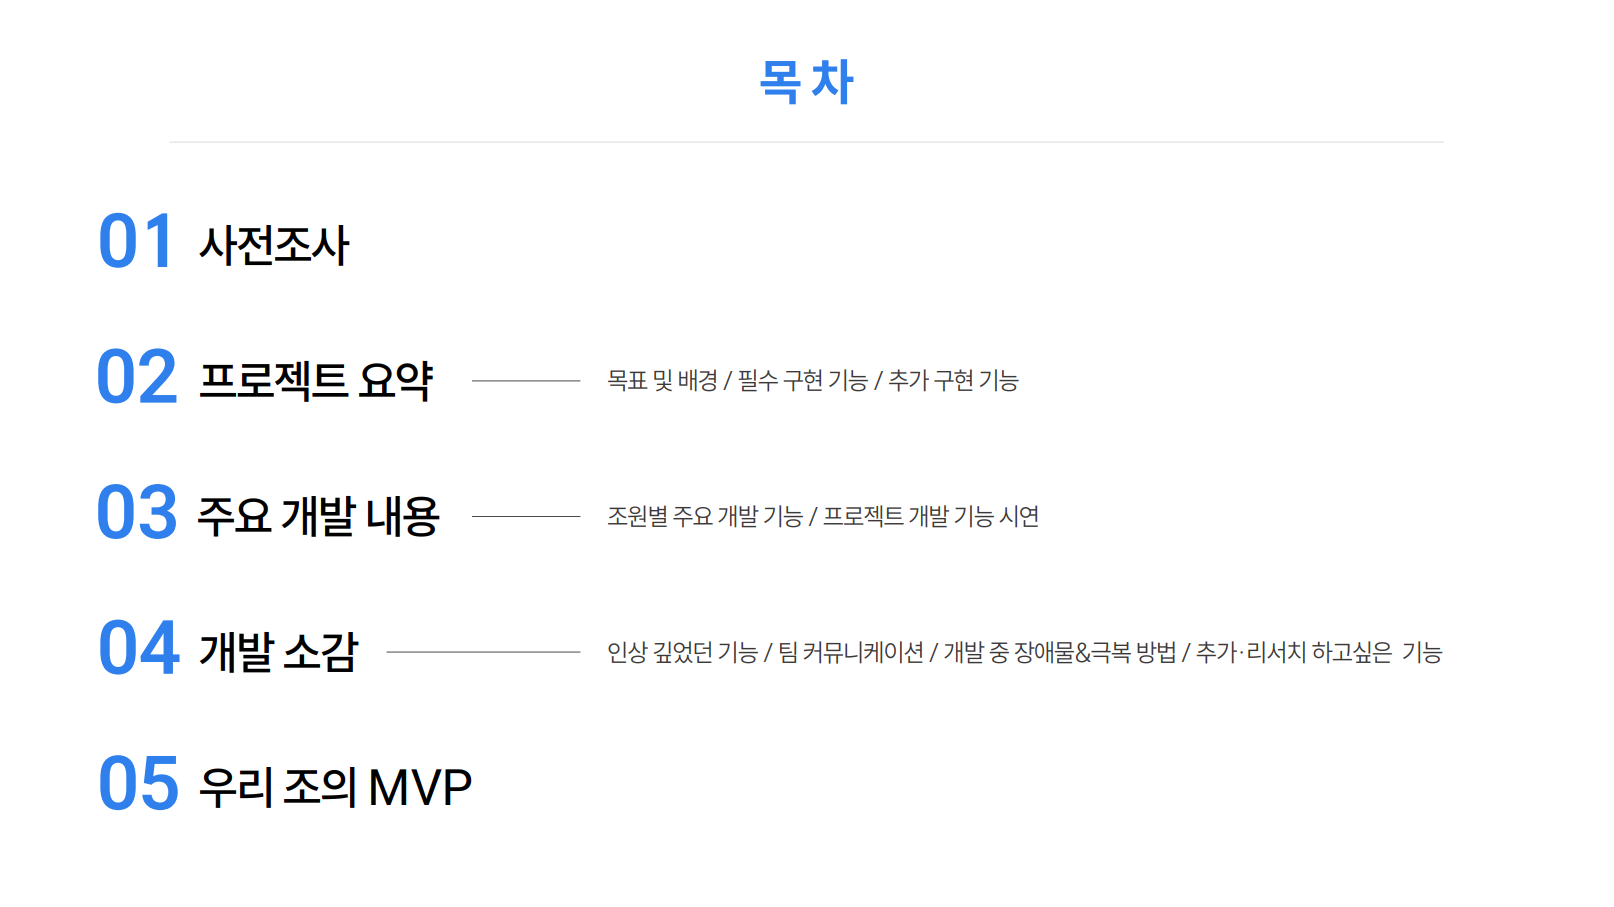 목차
01 사전조사
02 프로젝트 요약 목표 및 배경 / 필수 구현 기능 / 추가 구현 기능
03 주요 개발 내용 조원별 주요 개발 기능 / 프로젝트 개발 기능 시연
04 개발 소감 인상 깊었던 기능 / 팀 커뮤니케이션 / 개발 중 장애물&극복 방법 / 추가·리서치 하고싶은 기능
05 우리 조의 MVP